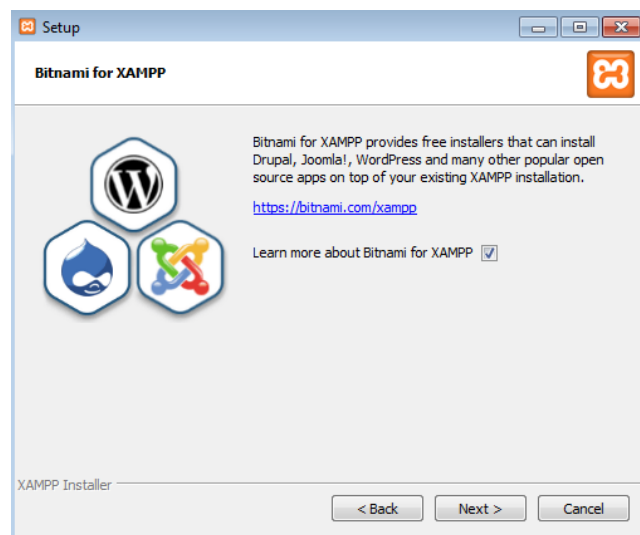 Setup
Bitnami for XAMPP
Bitnami for XAMPP provides free installers that can install
Drupal, Joomla!, WordPress and many other popular open
source apps on top of your existing XAMPP installation.
https://bitnami.com/xampp
Learn more about Bitnami for XAMPP
XAMPP Installer
< Back Next > Cancel